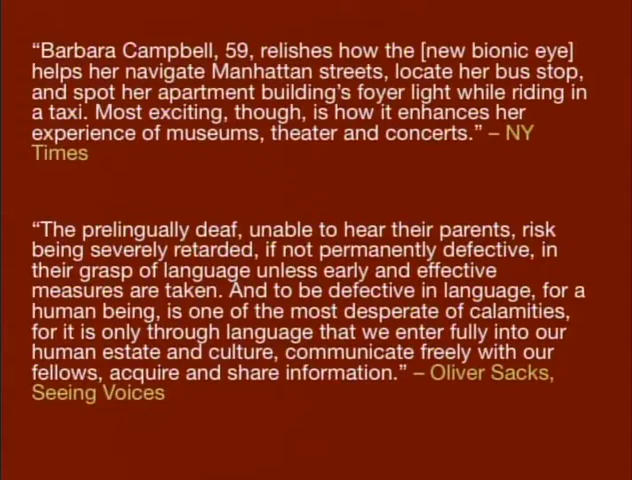 “Barbara Campbell, 59, relishes how the [new bionic eye]
helps her navigate Manhattan streets, locate her bus stop,
and spot her apartment building’s foyer light while riding in
a taxi. Most exciting, though, is how it enhances her
experience of museums, theater and concerts.” – NY
Times
“The prelingually deaf, unable to hear their parents, risk
being severely retarded, if not permanently defective, in
their grasp of language unless early and effective
measures are taken. And to be defective in language, for a
human being, is one of the most desperate of calamities,
for it is only through language that we enter fully into our
human estate and culture, communicate freely with our
fellows, acquire and share information.” – Oliver Sacks,
Seeing Voices